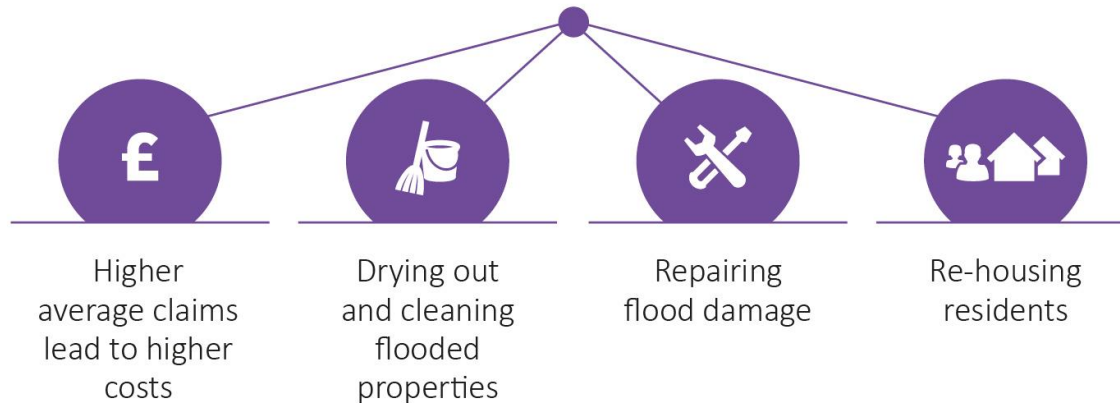 £
Higher
average claims
lead to higher
costs
Drying out
and cleaning
flooded
properties
Repairing
flood damage
Re-housing
residents